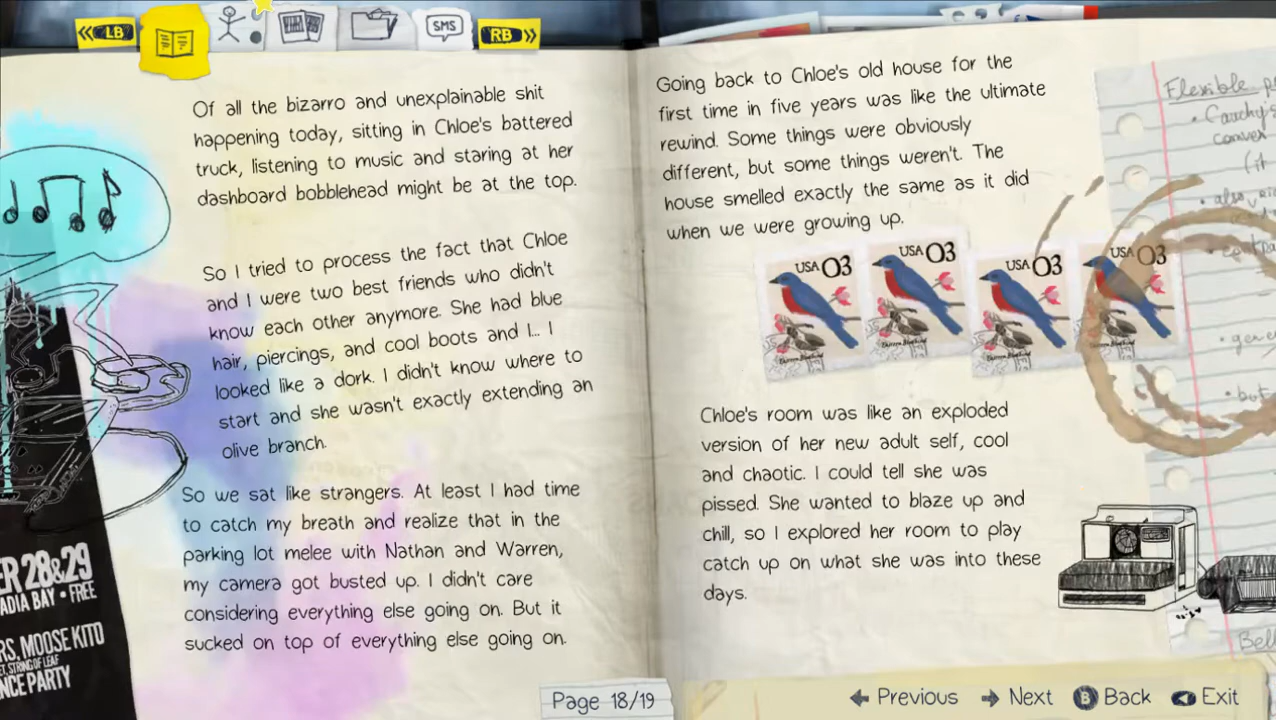 LB
SMS
RB
Of all the bizarro and unexplainable shit
happening today, sitting in Chloe's battered
truck, listening to music and staring at her
dashboard bobblehead might be at the top.
So I tried to process the fact that Chloe
and I were two best friends who didn't
know each other anymore. She had blue
hair, piercings, and cool boots and I... I
looked like a dork. I didn't know where to
start and she wasn't exactly extending an
olive branch.
So we sat like strangers. At least I had time
to catch my breath and realize that in the
parking lot melee with Nathan and Warren,
my camera got busted up. I didn't care
considering everything else going on. But it
sucked on top of everything else going on.
ER 28&29
ADIA BAY • FREE
RS, MOOSE KITO
ET, STRING OF LEAF
NCE PARTY
Going back to Chloe's old house for the
first time in five years was like the ultimate
rewind. Some things were obviously
different, but some things weren't. The
house smelled exactly the same as it did
when we were growing up.
USA 03
USA 03
USA 03
USA 03
Chloe's room was like an exploded
version of her new adult self, cool
and chaotic. I could tell she was
pissed. She wanted to blaze up and
chill, so I explored her room to play
catch up on what she was into these
days.
Flexible
• Cauchy's
(it
• also
• but
Bell
Page 18/19
Previous
Next
B Back
Exit